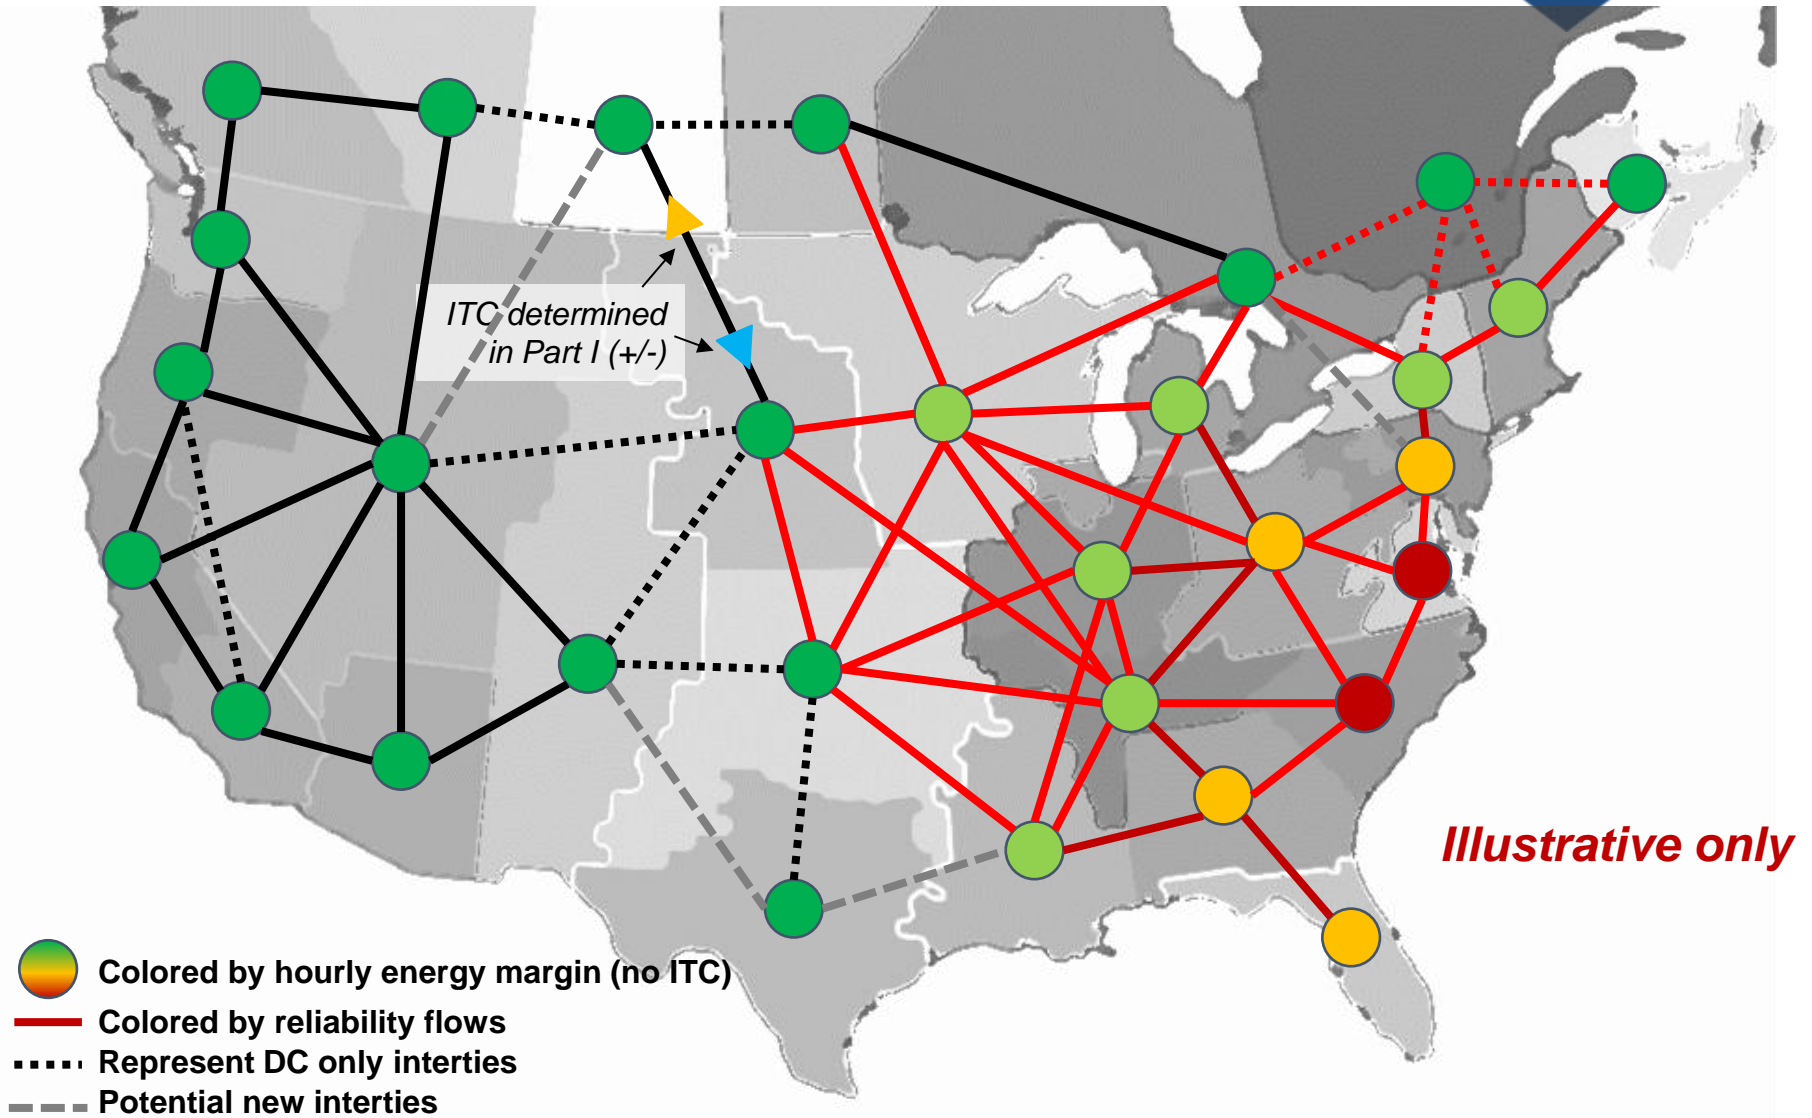 ITC determined
in Part I (+/-)
Illustrative only
Colored by hourly energy margin (no ITC)
Colored by reliability flows
Represent DC only interties
Potential new interties